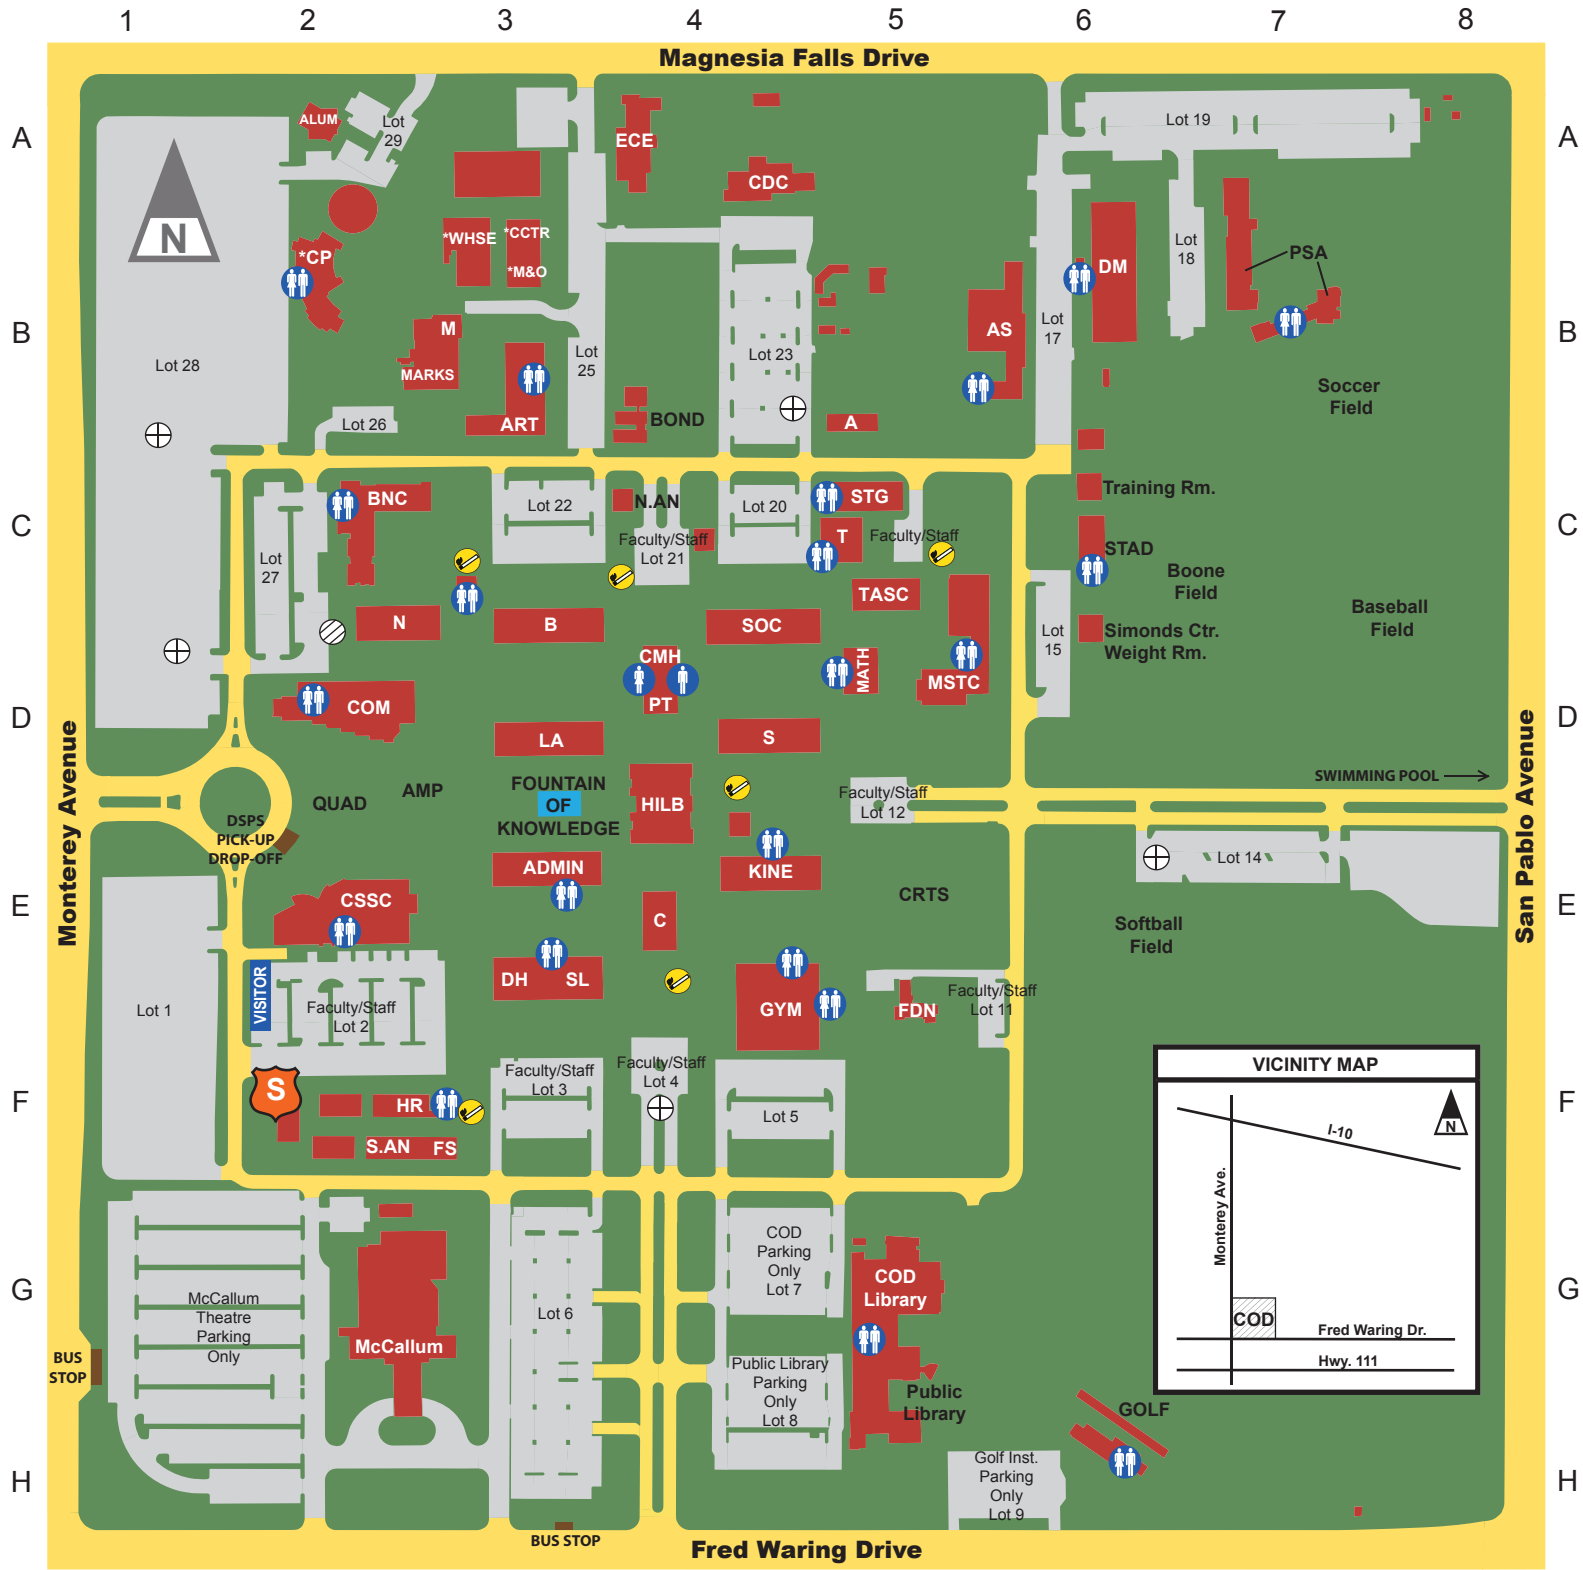 1 2 3 4 5 6 7 8
Magnesia Falls Drive
A
ALUM
Lot
29
ECE
CDC
Lot 19
A
N
*CP
*WHSE
*CCTR
*M&O
DM
Lot
18
PSA
B
M
MARKS
Lot 28
Lot
25
Lot 23
AS
Lot
17
B
Soccer
Field
Lot 26
ART
BOND
A
C
BNC
Lot 22
N.AN
Lot 20
STG
Training Rm.
C
Lot
27
Faculty/Staff
Lot 21
T
Faculty/Staff
STAD
Boone
Field
TASC
Baseball
Field
N
B
SOC
Lot
15
Simonds Ctr.
Weight Rm.
CMH
PT
MATH
MSTC
D
COM
LA
S
D
Monterey Avenue
San Pablo Avenue
SWIMMING POOL
QUAD
AMP
FOUNTAIN
OF
KNOWLEDGE
HILB
Faculty/Staff
Lot 12
DSPS
PICK-UP
DROP-OFF
ADMIN
KINE
Lot 14
E
CSSC
C
CRTS
Softball
Field
E
VISITOR
DH
SL
Lot 1
Faculty/Staff
Lot 2
GYM
FDN
Faculty/Staff
Lot 11
Faculty/Staff
Lot 3
Faculty/Staff
Lot 4
VICINITY MAP
S
F
HR
Lot 5
F
N
I-10
S.AN
FS
Monterey Ave.
COD
Fred Waring Dr.
Hwy. 111
G
McCallum
Theatre
Parking
Only
McCallum
Lot 6
COD
Parking
Only
Lot 7
COD
Library
G
BUS
STOP
Public Library
Parking
Only
Lot 8
Public
Library
GOLF
H
Golf Inst.
Parking
Only
Lot 9
H
BUS STOP
Fred Waring Drive